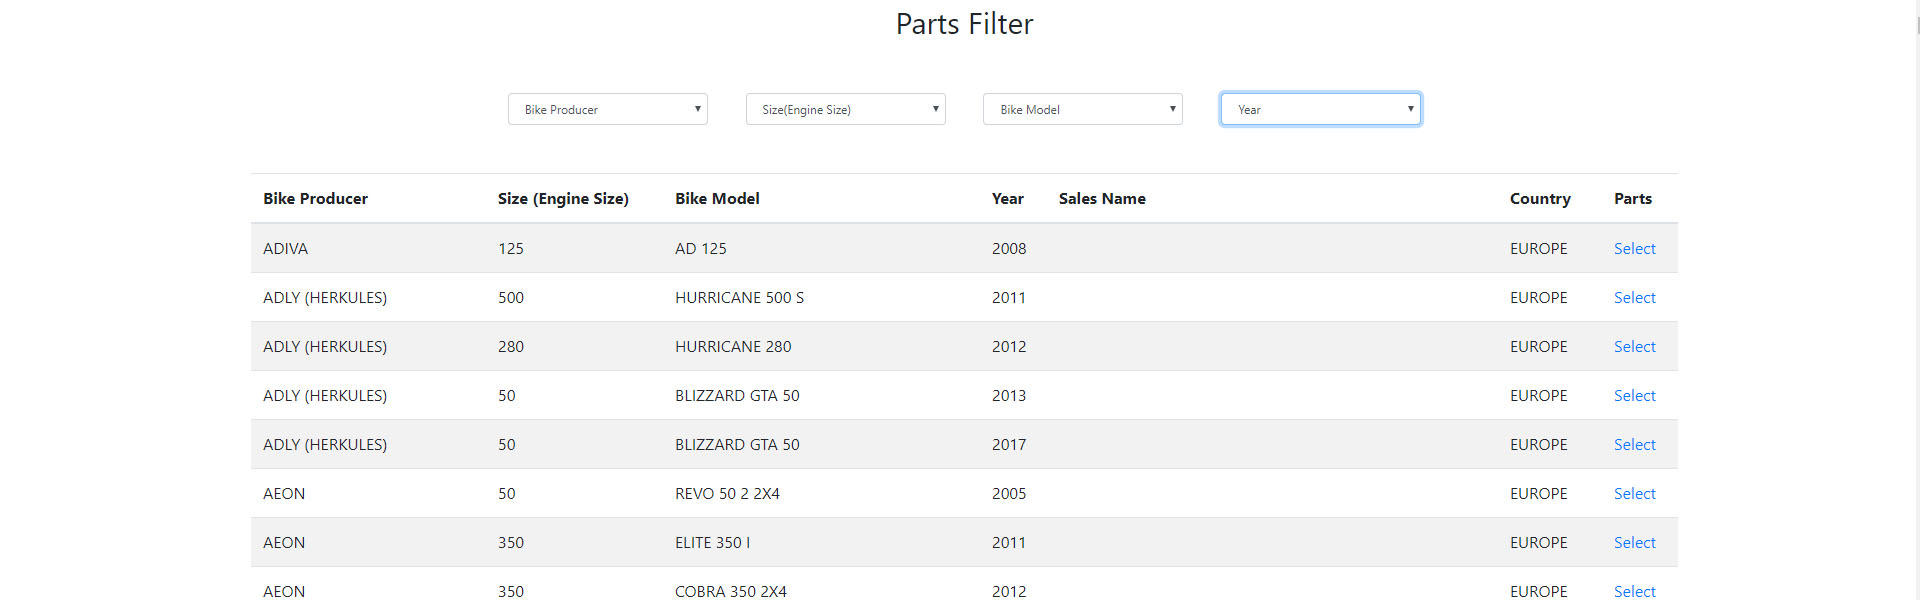 Parts Filter
Bike Producer Size(Engine Size) Bike Model Year
Bike Producer Size (Engine Size) Bike Model Year Sales Name Country Parts
ADIVA 125 AD 125 2008 EUROPE Select
ADLY (HERKULES) 500 HURRICANE 500 S 2011 EUROPE Select
ADLY (HERKULES) 280 HURRICANE 280 2012 EUROPE Select
ADLY (HERKULES) 50 BLIZZARD GTA 50 2013 EUROPE Select
ADLY (HERKULES) 50 BLIZZARD GTA 50 2017 EUROPE Select
AEON 50 REVO 50 2 2X4 2005 EUROPE Select
AEON 350 ELITE 350 I 2011 EUROPE Select
AEON 350 COBRA 350 2X4 2012 EUROPE Select